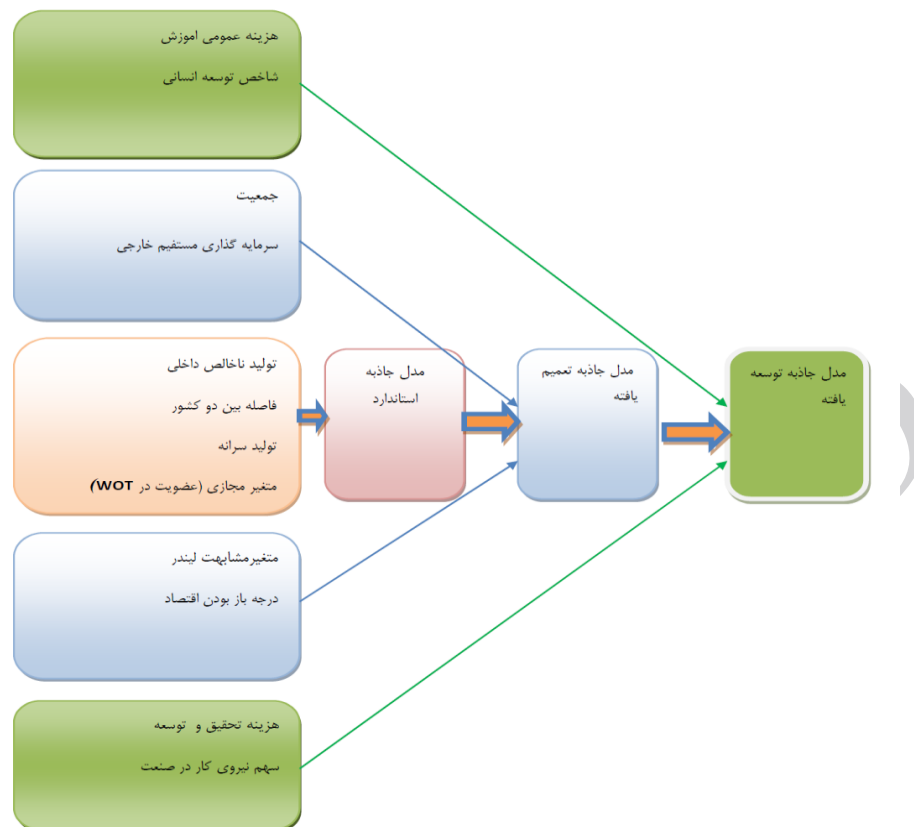 هزینه عمومی اموزش
شاخص توسعه انسانی
جمعیت
سرمایه گذاری مستفیم خارجی
تولید ناخالص داخلی
فاصله بین دو کشور
تولید سرانه
متغیر مجازی (عضویت در WOT)
مدل جاذبه
استاندارد
مدل جاذبه تعمیم
یافته
مدل جاذبه توسعه
یافته
متغیرمشابهت لیندر
درجه باز بودن اقتصاد
هزینه تحقیق و توسعه
سهم نیروی کار در صنعت